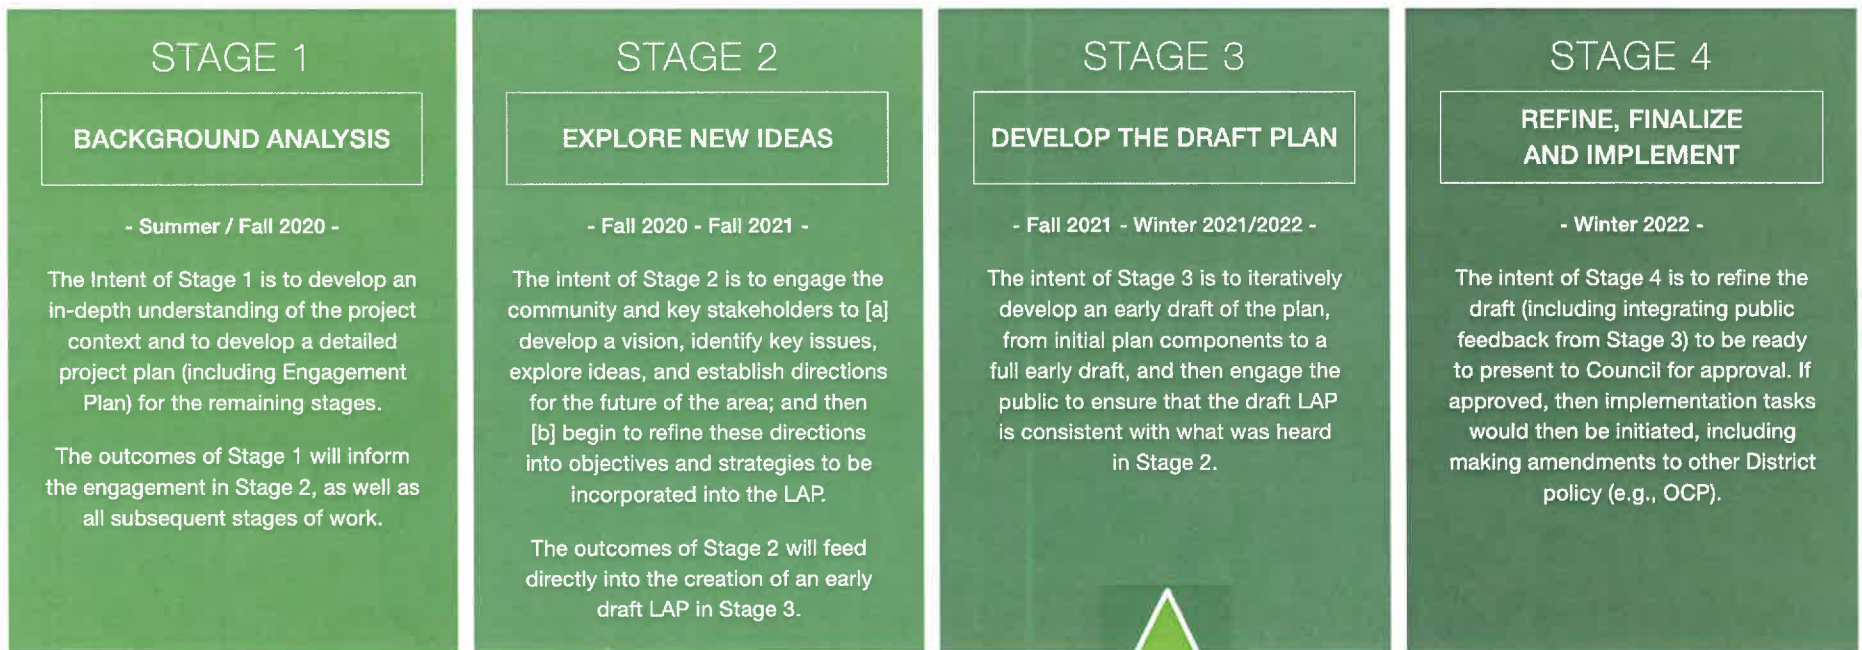 STAGE 1
BACKGROUND ANALYSIS
- Summer / Fall 2020 -
The Intent of Stage 1 is to develop an
in-depth understanding of the project
context and to develop a detailed
project plan (including Engagement
Plan) for the remaining stages.
The outcomes of Stage 1 will inform
the engagement in Stage 2, as well as
all subsequent stages of work.
STAGE 2
EXPLORE NEW IDEAS
- Fall 2020 - Fall 2021 -
The intent of Stage 2 is to engage the
community and key stakeholders to [a]
develop a vision, identify key issues,
explore ideas, and establish directions
for the future of the area; and then
[b] begin to refine these directions
into objectives and strategies to be
incorporated into the LAP.
The outcomes of Stage 2 will feed
directly into the creation of an early
draft LAP in Stage 3.
STAGE 3
DEVELOP THE DRAFT PLAN
- Fall 2021 - Winter 2021/2022 -
The intent of Stage 3 is to iteratively
develop an early draft of the plan,
from initial plan components to a
full early draft, and then engage the
public to ensure that the draft LAP
is consistent with what was heard
in Stage 2.
STAGE 4
REFINE, FINALIZE
AND IMPLEMENT
- Winter 2022 -
The intent of Stage 4 is to refine the
draft (including integrating public
feedback from Stage 3) to be ready
to present to Council for approval. If
approved, then implementation tasks
would then be initiated, including
making amendments to other District
policy (e.g., OCP).